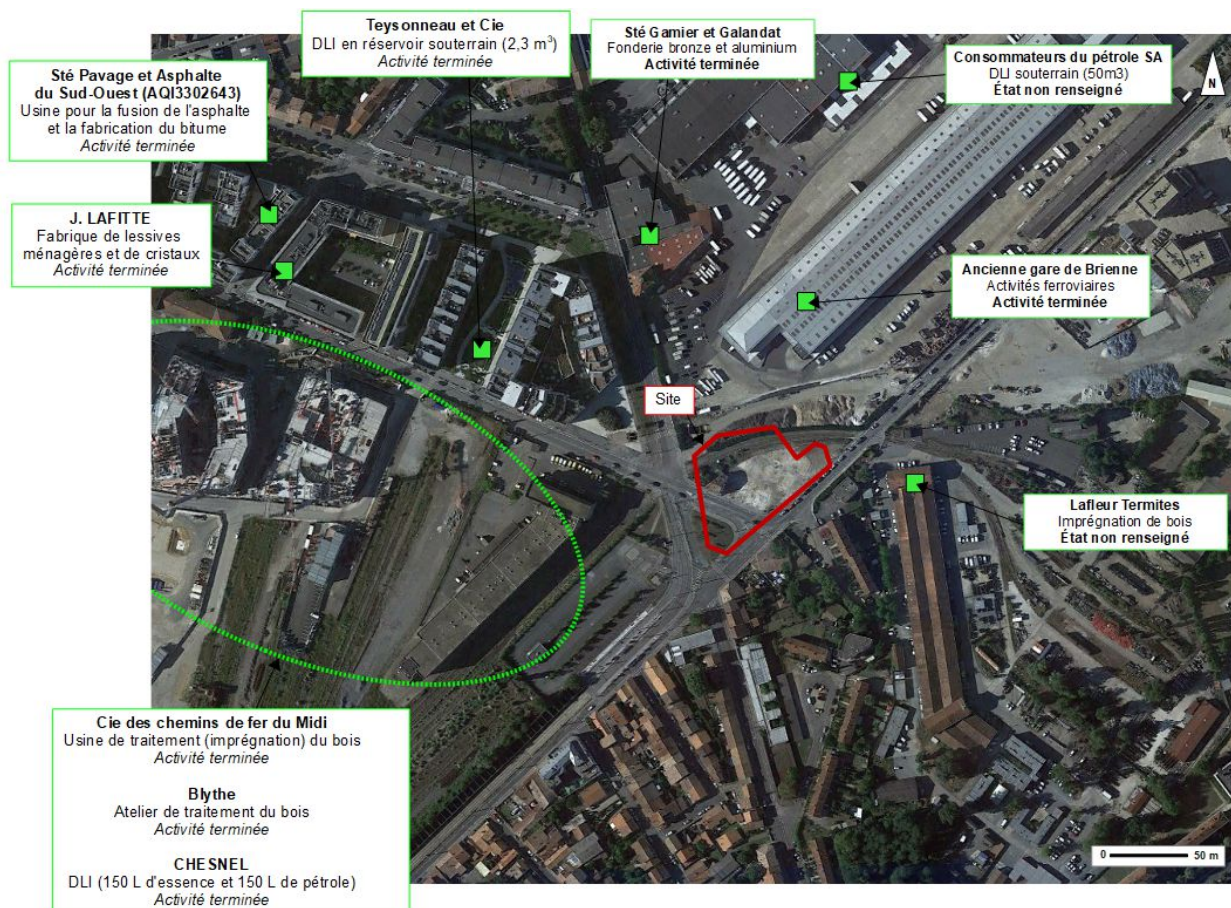 Teysonneau et Cie
DLI en réservoir souterrain (2,3 m³)
Activité terminée
Sté Garnier et Galandat
Fonderie bronze et aluminium
Activité terminée
Consommateurs du pétrole SA
DLI souterrain (50m3)
État non renseigné
N
Sté Pavage et Asphalte
du Sud-Ouest (AQI3302643)
Usine pour la fusion de l'asphalte
et la fabrication du bitume
Activité terminée
J. LAFITTE
Fabrique de lessives
ménagères et de cristaux
Activité terminée
Ancienne gare de Brienne
Activités ferroviaires
Activité terminée
Site
Lafleur Termites
Imprégnation de bois
État non renseigné
Cie des chemins de fer du Midi
Usine de traitement (imprégnation) du bois
Activité terminée
Blythe
Atelier de traitement du bois
Activité terminée
CHESNEL
DLI (150 L d'essence et 150 L de pétrole)
Activité terminée
0 50 m